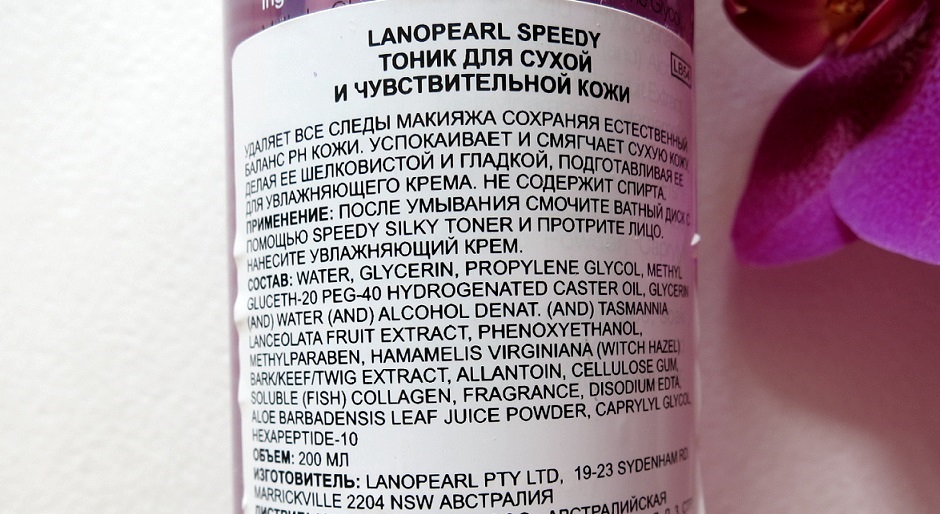 LANOPEARL SPEEDY
ТОНИК ДЛЯ СУХОЙ
И ЧУВСТВИТЕЛЬНОЙ КОЖИ
УДАЛЯЕТ ВСЕ СЛЕДЫ МАКИЯЖА СОХРАНЯЯ ЕСТЕСТВЕННЫЙ
БАЛАНС PH КОЖИ. УСПОКАИВАЕТ И СМЯГЧАЕТ СУХУЮ КОЖУ,
ДЕЛАЯ ЕЕ ШЕЛКОВИСТОЙ И ГЛАДКОЙ, ПОДГОТАВЛИВАЯ ЕЕ
ДЛЯ УВЛАЖНЯЮЩЕГО КРЕМА. НЕ СОДЕРЖИТ СПИРТА.
ПРИМЕНЕНИЕ: ПОСЛЕ УМЫВАНИЯ СМОЧИТЕ ВАТНЫЙ ДИСК С
ПОМОЩЬЮ SPEEDY SILKY TONER И ПРОТРИТЕ ЛИЦО.
НАНЕСИТЕ УВЛАЖНЯЮЩИЙ КРЕМ.
СОСТАВ: WATER, GLYCERIN, PROPYLENE GLYCOL, METHYL
GLUCETH-20 PEG-40 HYDROGENATED CASTER OIL, GLYCERIN
(AND) WATER (AND) ALCOHOL DENAT. (AND) TASMANNIA
LANCEOLATA FRUIT EXTRACT, PHENOXYETHANOL,
METHYLPARABEN, HAMAMELIS VIRGINIANA (WITCH HAZEL)
BARK/KEEF/TWIG EXTRACT, ALLANTOIN, CELLULOSE GUM,
SOLUBLE (FISH) COLLAGEN, FRAGRANCE, DISODIUM EDTA,
ALOE BARBADENSIS LEAF JUICE POWDER, CAPRYLYL GLYCOL,
HEXAPEPTIDE-10
ОБЪЕМ: 200 МЛ
ИЗГОТОВИТЕЛЬ: LANOPEARL PTY LTD, 19-23 SYDENHAM RD
MARRICKVILLE 2204 NSW АВСТРАЛИЯ
АВСТРАЛИЙСКАЯ